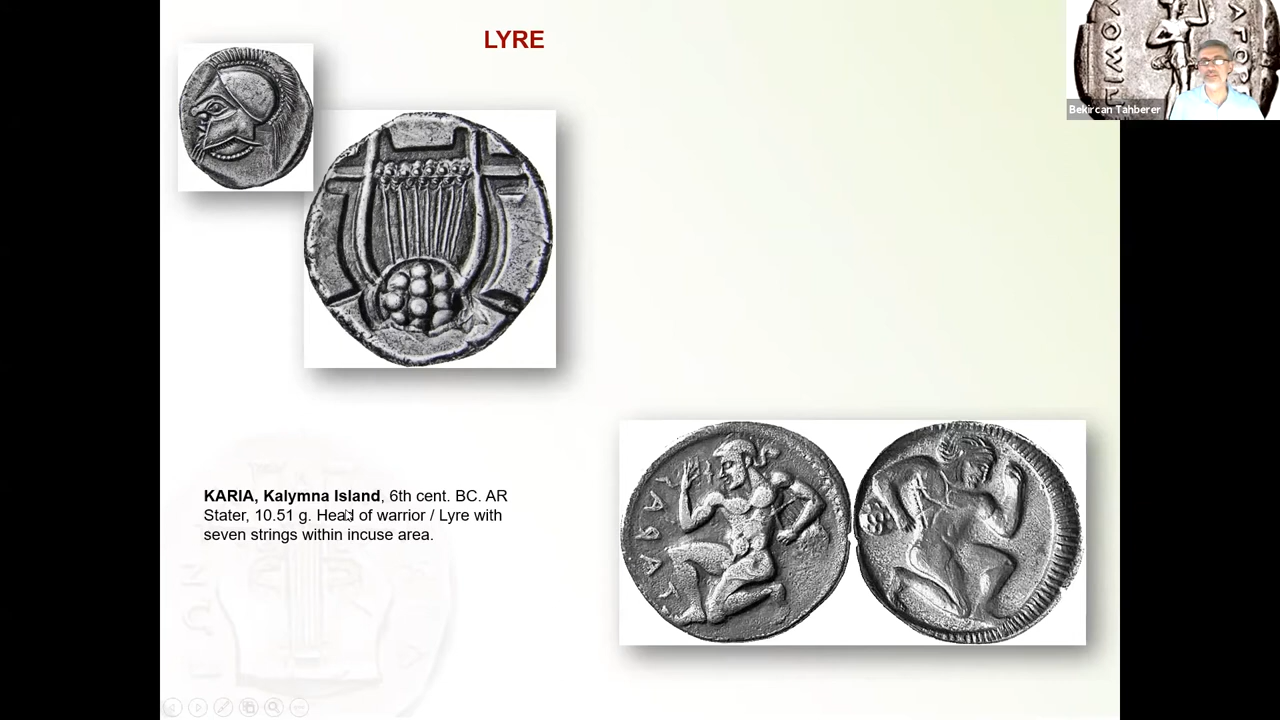 LYRE
Bekircan Tahberer
KARIA, Kalymna Island, 6th cent. BC. AR
Stater, 10.51 g. Head of warrior / Lyre with
seven strings within incuse area.